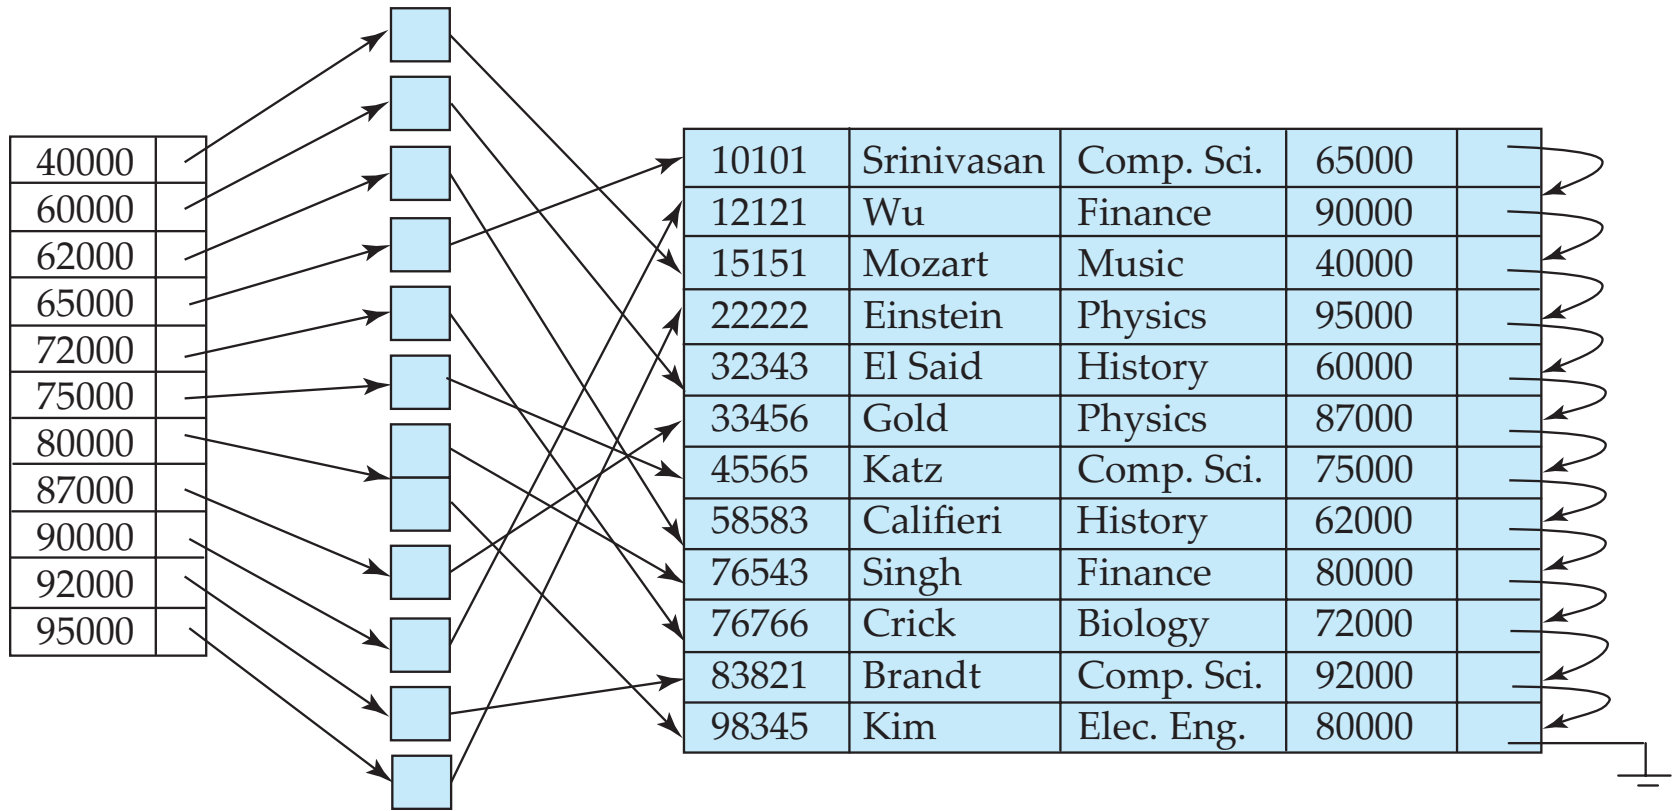 40000
60000
62000
65000
72000
75000
80000
87000
90000
92000
95000
10101 Srinivasan Comp. Sci. 65000
12121 Wu Finance 90000
15151 Mozart Music 40000
22222 Einstein Physics 95000
32343 El Said History 60000
33456 Gold Physics 87000
45565 Katz Comp. Sci. 75000
58583 Califieri History 62000
76543 Singh Finance 80000
76766 Crick Biology 72000
83821 Brandt Comp. Sci. 92000
98345 Kim Elec. Eng. 80000